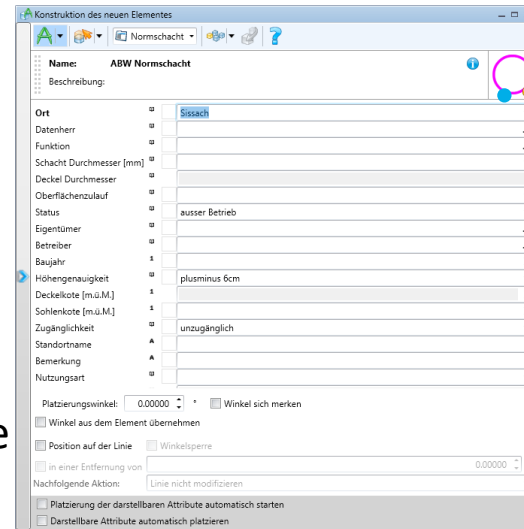 Konstruktion des neuen Elementes
Normschacht
Name: ABW Normschacht
Beschreibung:
Ort Sissach
Datenherr
Funktion
Schacht Durchmesser [mm]
Deckel Durchmesser
Oberflächenzulauf
Status ausser Betrieb
Eigentümer
Betreiber
Baujahr 1
Höhengenauigkeit plusminus 6cm
Deckelkote [m.ü.M.] 1
Sohlenkote [m.ü.M.] 1
Zugänglichkeit unzugänglich
Standortname A
Bemerkung A
Nutzungsart
Platzierungswinkel: 0.00000 ° Winkel sich merken
Winkel aus dem Element übernehmen
e
Position auf der Linie Winkelsperre
in einer Entfernung von 0.00000
Nachfolgende Aktion: Linie nicht modifizieren
Platzierung der darstellbaren Attribute automatisch starten
Darstellbare Attribute automatisch platzieren